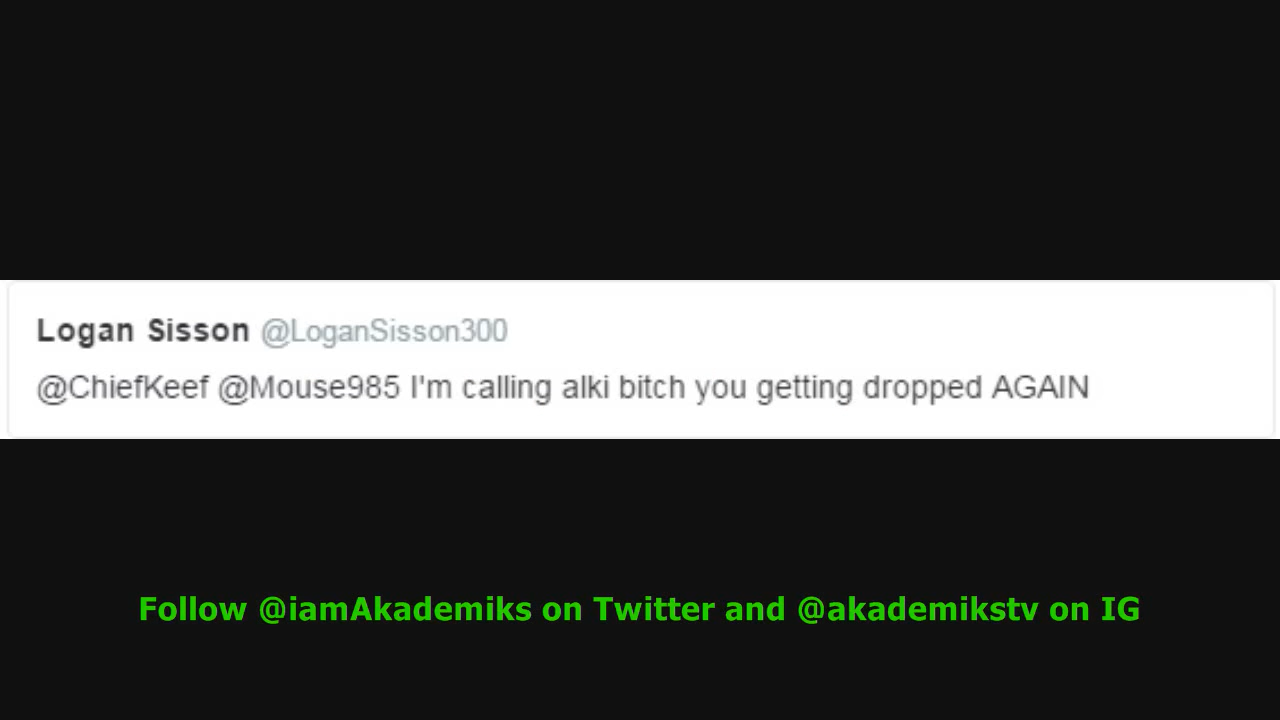 Logan Sisson @LoganSisson300
@ChiefKeef @Mouse985 I'm calling alki bitch you getting dropped AGAIN
Follow @iamAkademiks on Twitter and @akademikstv on IG